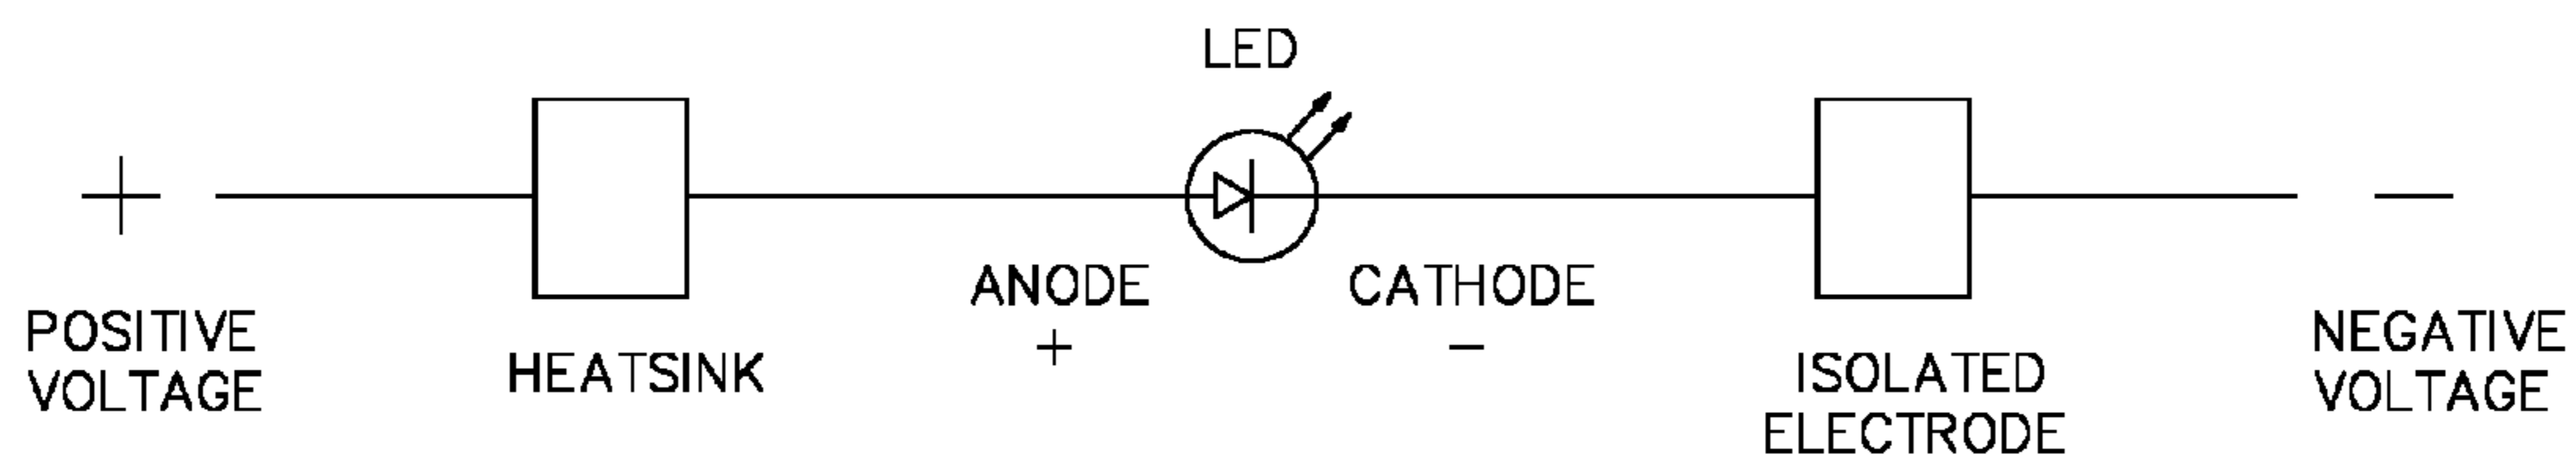 LED
ANODE
+
CATHODE
−
+
POSITIVE
VOLTAGE
HEATSINK
ISOLATED
ELECTRODE
−
NEGATIVE
VOLTAGE